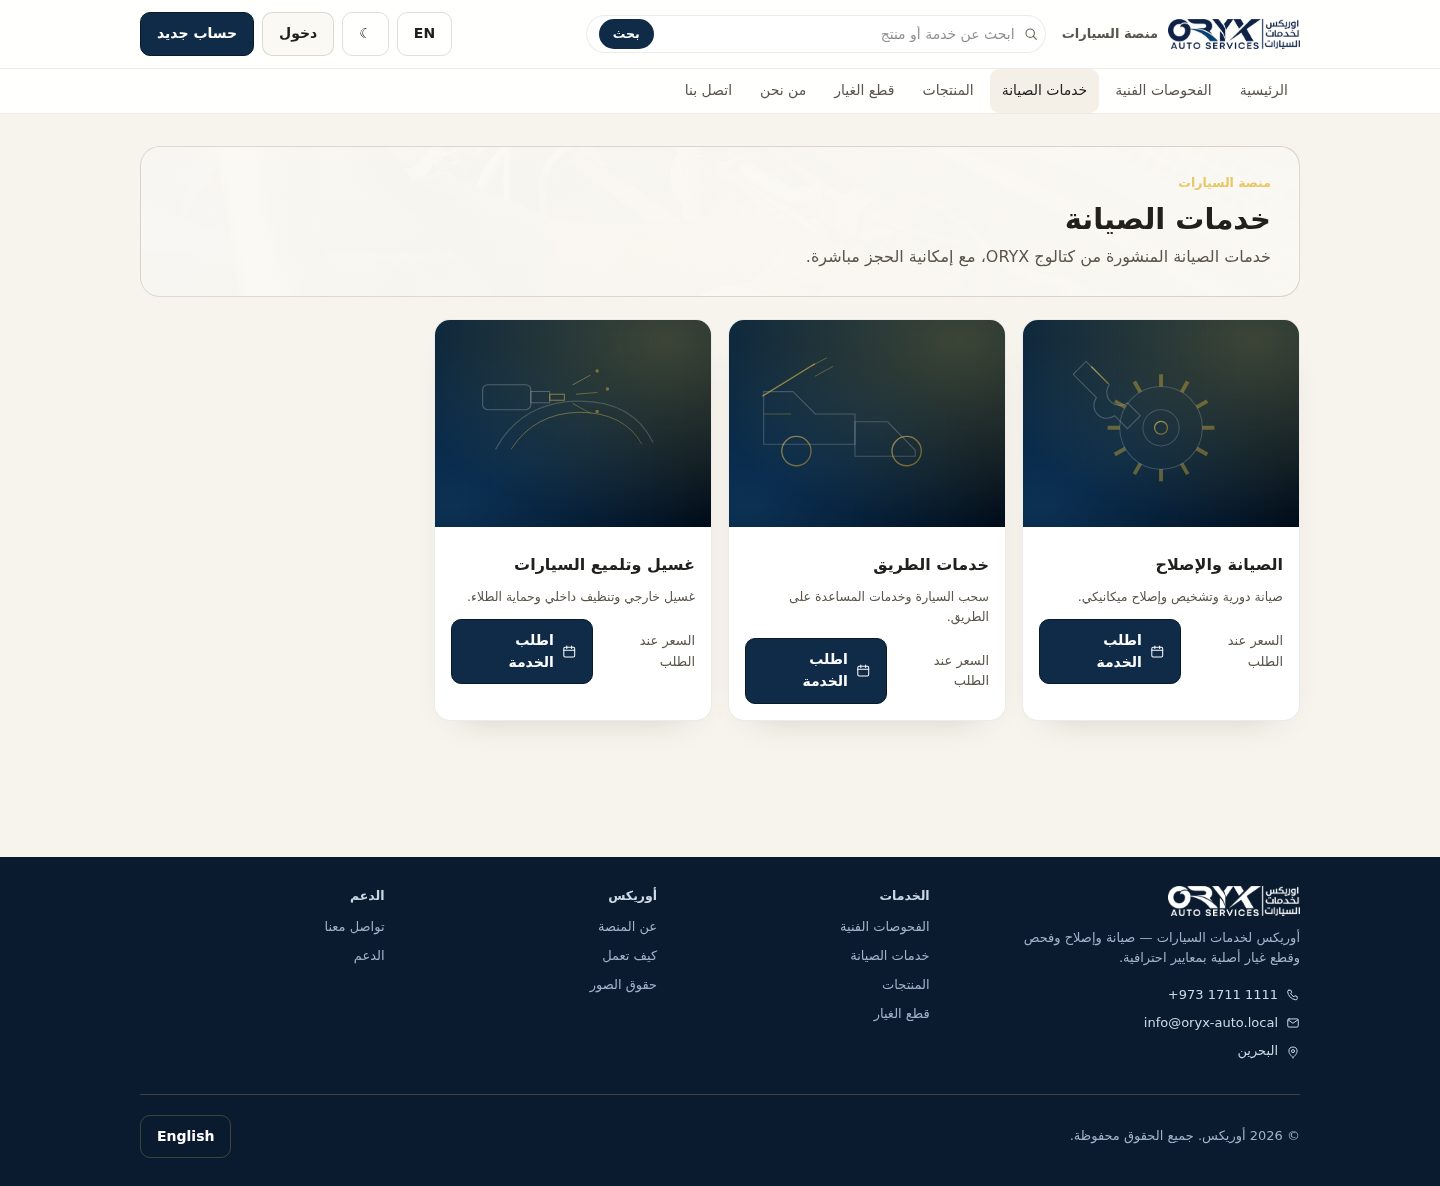 اوريكس لخدمات السيارات
ORYX
AUTO SERVICES
منصة السيارات
ابحث عن خدمة أو منتج
بحث
EN
☾
دخول
حساب جديد
الرئيسية
الفحوصات الفنية
خدمات الصيانة
المنتجات
قطع الغيار
من نحن
اتصل بنا
منصة السيارات
خدمات الصيانة
خدمات الصيانة المنشورة من كتالوج ORYX، مع إمكانية الحجز مباشرة.
الصيانة والإصلاح
صيانة دورية وتشخيص وإصلاح ميكانيكي.
السعر عند
الطلب
اطلب
الخدمة
خدمات الطريق
سحب السيارة وخدمات المساعدة على
الطريق.
السعر عند
الطلب
اطلب
الخدمة
غسيل وتلميع السيارات
غسيل خارجي وتنظيف داخلي وحماية الطلاء.
السعر عند
الطلب
اطلب
الخدمة
اوريكس لخدمات السيارات
ORYX
AUTO SERVICES
أوريكس لخدمات السيارات — صيانة وإصلاح وفحص
وقطع غيار أصلية بمعايير احترافية.
+973 1711 1111
info@oryx-auto.local
البحرين
الخدمات
الفحوصات الفنية
خدمات الصيانة
المنتجات
قطع الغيار
أوريكس
عن المنصة
كيف تعمل
حقوق الصور
الدعم
تواصل معنا
الدعم
© 2026 أوريكس. جميع الحقوق محفوظة.
English